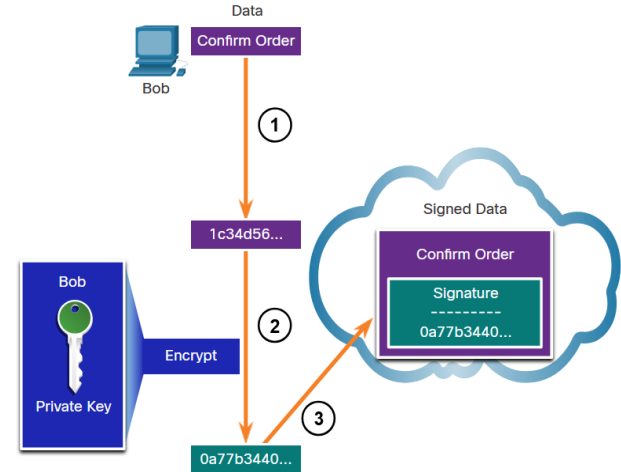 Data
Confirm Order
Bob
1
1c34d56...
Signed Data
Confirm Order
Signature
---------
0a77b3440...
Bob
Private Key
Encrypt
2
3
0a77b3440...